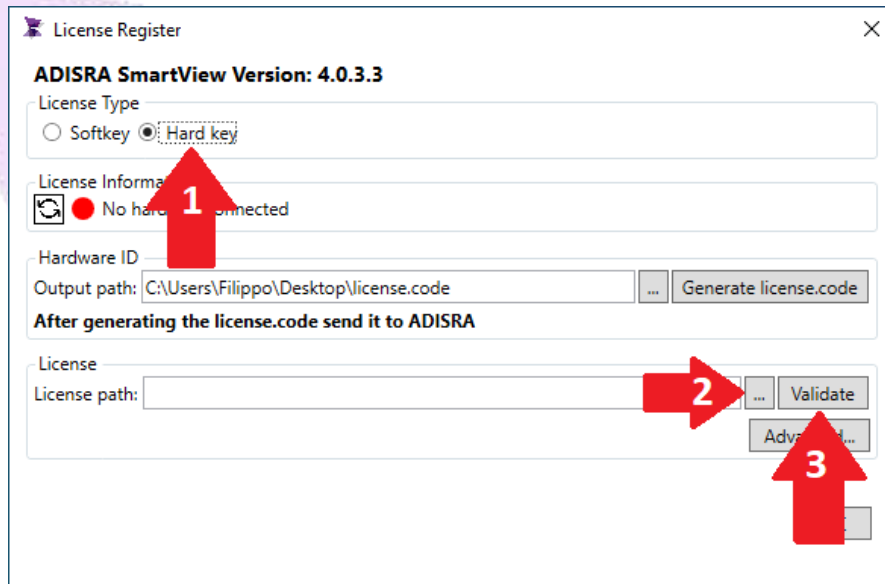 License Register
ADISRA SmartView Version: 4.0.3.3
License Type
Softkey Hard key
License Informa
1
No har onnected
Hardware ID
Output path: C:\Users\Filippo\Desktop\license.code ... Generate license.code
After generating the license.code send it to ADISRA
License
License path: 2 ... Validate
Adva d...
3